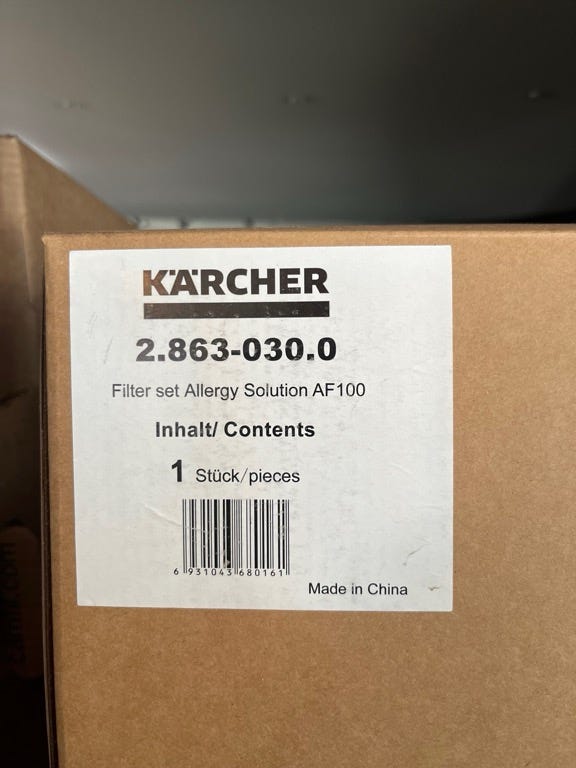 KÄRCHER
2.863-030.0
Filter set Allergy Solution AF100
Inhalt/ Contents
1 Stück/pieces
6 931043 680161
Made in China